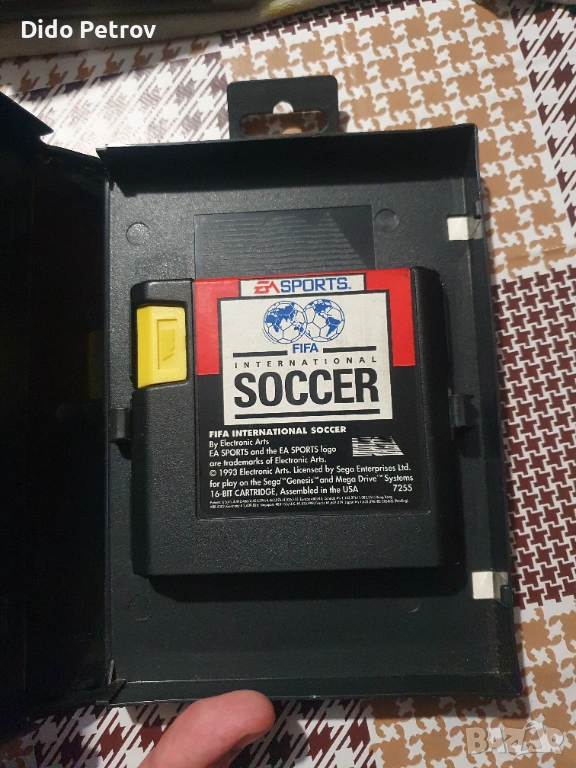 Dido Petrov
EA SPORTS™
FIFA
INTERNATIONAL
SOCCER
FIFA INTERNATIONAL SOCCER
By Electronic Arts
EA SPORTS and the EA SPORTS logo
are trademarks of Electronic Arts.
© 1993 Electronic Arts. Licensed by Sega Enterprises Ltd.
for play on the Sega™ Genesis™ and Mega Drive™ Systems
16-BIT CARTRIDGE, Assembled in the USA 7255
BAZAR